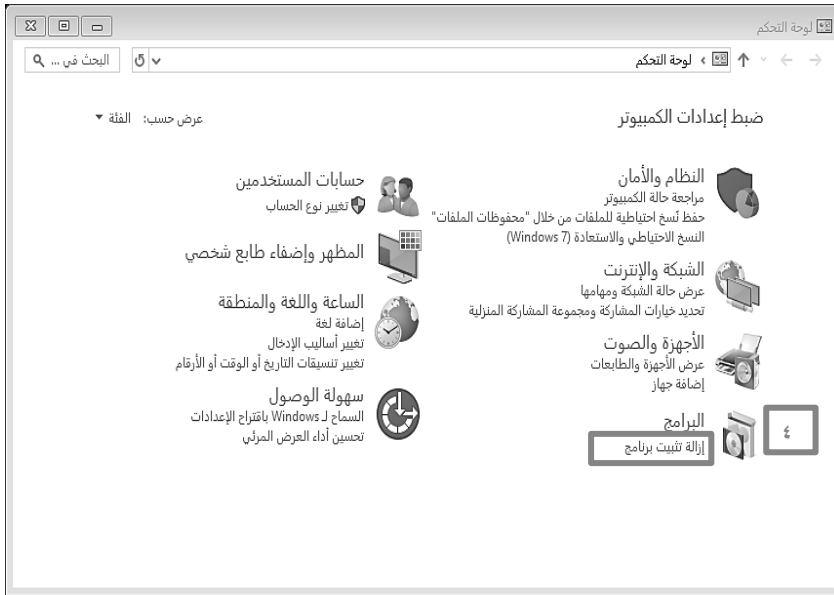 لوحة التحكم
لوحة التحكم
البحث في ...
ضبط إعدادات الكمبيوتر
عرض حسب: الفئة
النظام والأمان
مراجعة حالة الكمبيوتر
حفظ نُسخ احتياطية للملفات من خلال "محفوظات الملفات"
النسخ الاحتياطي والاستعادة (Windows 7)
الشبكة والإنترنت
عرض حالة الشبكة ومهامها
تحديد خيارات المشاركة ومجموعة المشاركة المنزلية
الأجهزة والصوت
عرض الأجهزة والطابعات
إضافة جهاز
٤
البرامج
إزالة تثبيت برنامج
حسابات المستخدمين
تغيير نوع الحساب
المظهر وإضفاء طابع شخصي
الساعة واللغة والمنطقة
إضافة لغة
تغيير أساليب الإدخال
تغيير تنسيقات التاريخ أو الوقت أو الأرقام
سهولة الوصول
السماح لـ Windows باقتراح الإعدادات
تحسين أداء العرض المرئي